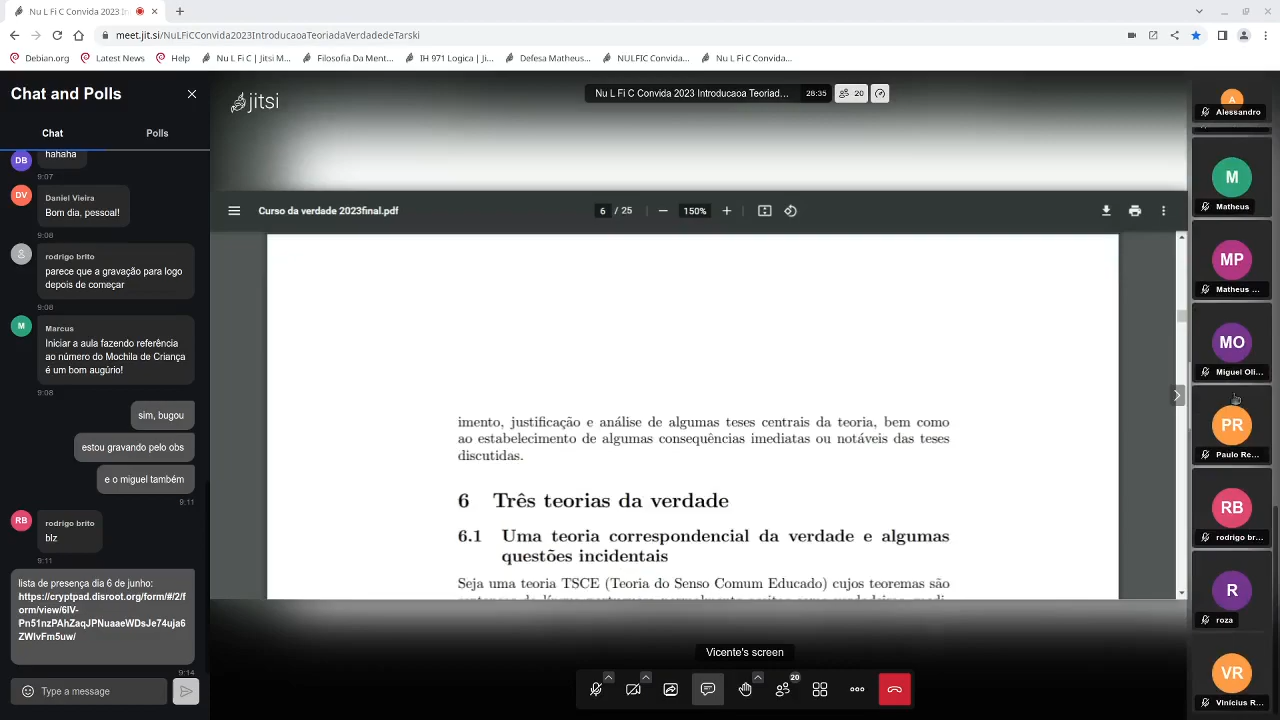 Nu L Fi C Convida 2023 In
meet.jit.si/NuLFiCConvida2023IntroducaoaTeoriadaVerdadedeTarski
Debian.org
Latest News
Help
Nu L Fi C | Jitsi M...
Filosofia Da Ment...
IH 971 Logica | Ji...
Defesa Matheus...
NULFIC Convida...
Nu L Fi C Convida...
Chat and Polls
Chat
Polls
DB
hahaha
9:07
DV
Daniel Vieira
Bom dia, pessoal!
9:08
rodrigo brito
parece que a gravação para logo
depois de começar
9:08
M
Marcus
Iniciar a aula fazendo referência
ao número do Mochila de Criança
é um bom augúrio!
9:08
sim, bugou
estou gravando pelo obs
e o miguel também
9:11
RB
rodrigo brito
blz
9:11
lista de presença dia 6 de junho:
https://cryptpad.disroot.org/form/#/2/f
orm/view/6lV-
Pn51nzPAhZaqJPNuaaeWDsJe74uja6
ZWlvFm5uw/
9:14
Type a message
jitsi
Nu L Fi C Convida 2023 Introducaoa Teoriad...
28:35
20
Curso da verdade 2023final.pdf
6 / 25
150%
imento, justificação e análise de algumas teses centrais da teoria, bem como
ao estabelecimento de algumas consequências imediatas ou notáveis das teses
discutidas.
6 Três teorias da verdade
6.1 Uma teoria correspondencial da verdade e algumas
questões incidentais
Seja uma teoria TSCE (Teoria do Senso Comum Educado) cujos teoremas são
Vicente's screen
20
A
Alessandro
M
Matheus
MP
Matheus ...
MO
Miguel Oli...
PR
Paulo Re...
RB
rodrigo br...
R
roza
VR
Vinícius R...